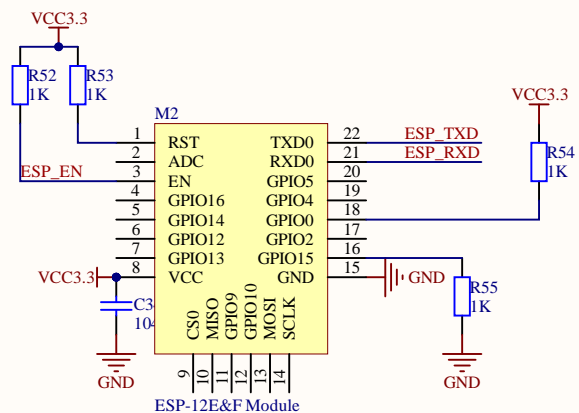 VCC3.3
R52
1K
R53
1K
M2
VCC3.3
1 RST TXD0 22 ESP_TXD
2 ADC RXD0 21 ESP_RXD
ESP_EN 3 EN GPIO5 20
R54
1K
4 GPIO16 GPIO4 19
5 GPIO14 GPIO0 18
6 GPIO12 GPIO2 17
7 GPIO13 GPIO15 16
VCC3.3 8 VCC GND 15 GND
R55
1K
CS0 MISO GPIO9 GPIO10 MOSI SCLK
9 10 11 12 13 14
GND
GND
ESP-12E&F Module